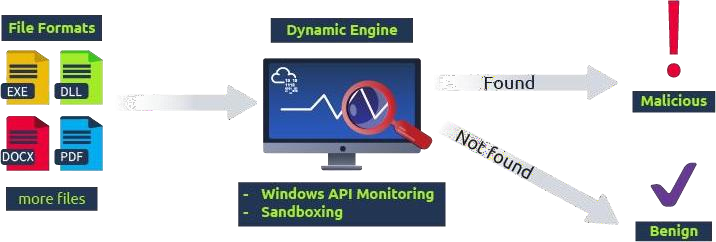 File Formats
EXE
DLL
DOCX
PDF
more files
Dynamic Engine
- Windows API Monitoring
- Sandboxing
Found
Not found
Malicious
Benign